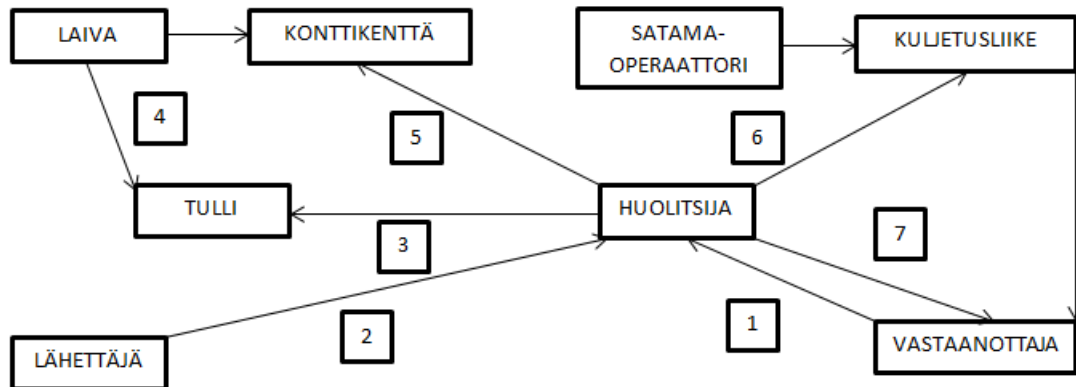 LAIVA
KONTTIKENTTÄ
SATAMA-
OPERAATTORI
KULJETUSLIIKE
4
5
6
TULLI
HUOLITSIJA
3
7
2
1
LÄHETTÄJÄ
VASTAANOTTAJA